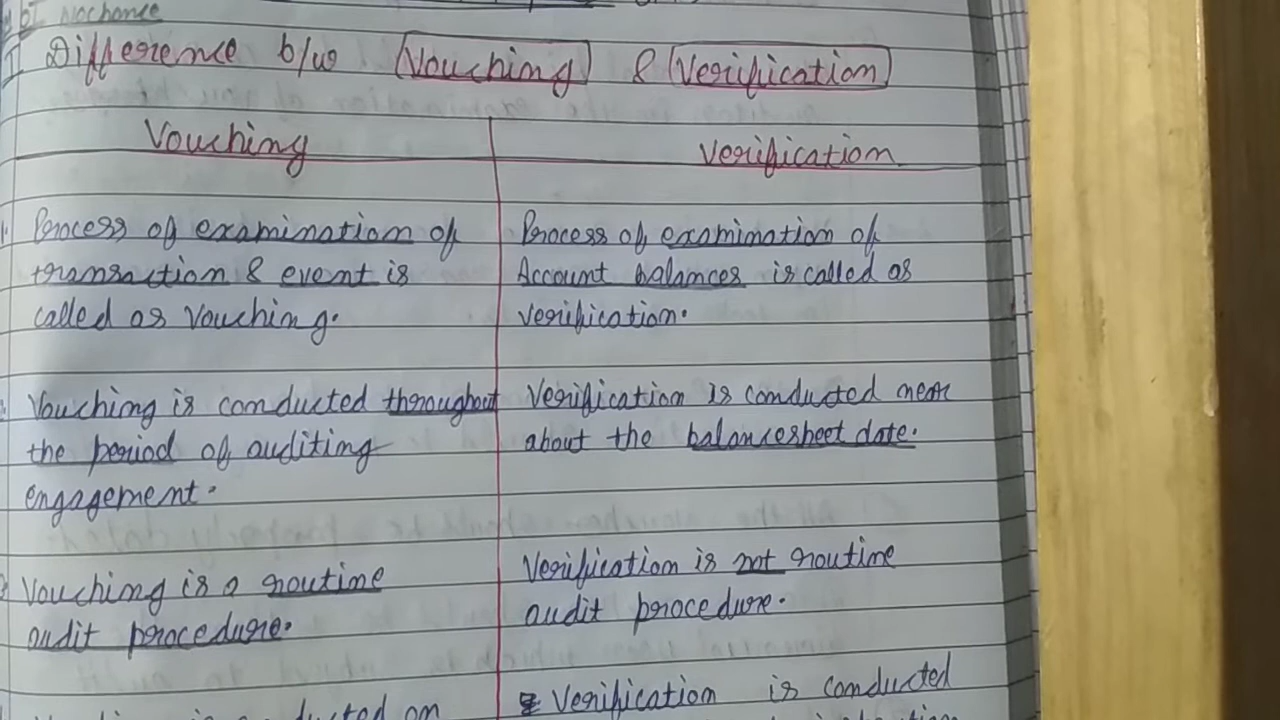 Difference b/w Vouching & Verification
Vouching
Verification
1. Process of examination of
transaction & event is
called as Vouching.
Process of examination of
Account balances is called as
verification.
Vouching is conducted throughout
the period of auditing
engagement.
Verification is conducted near
about the balancesheet date.
Vouching is a routine
audit procedure.
Verification is not routine
audit procedure.
Verification is conducted